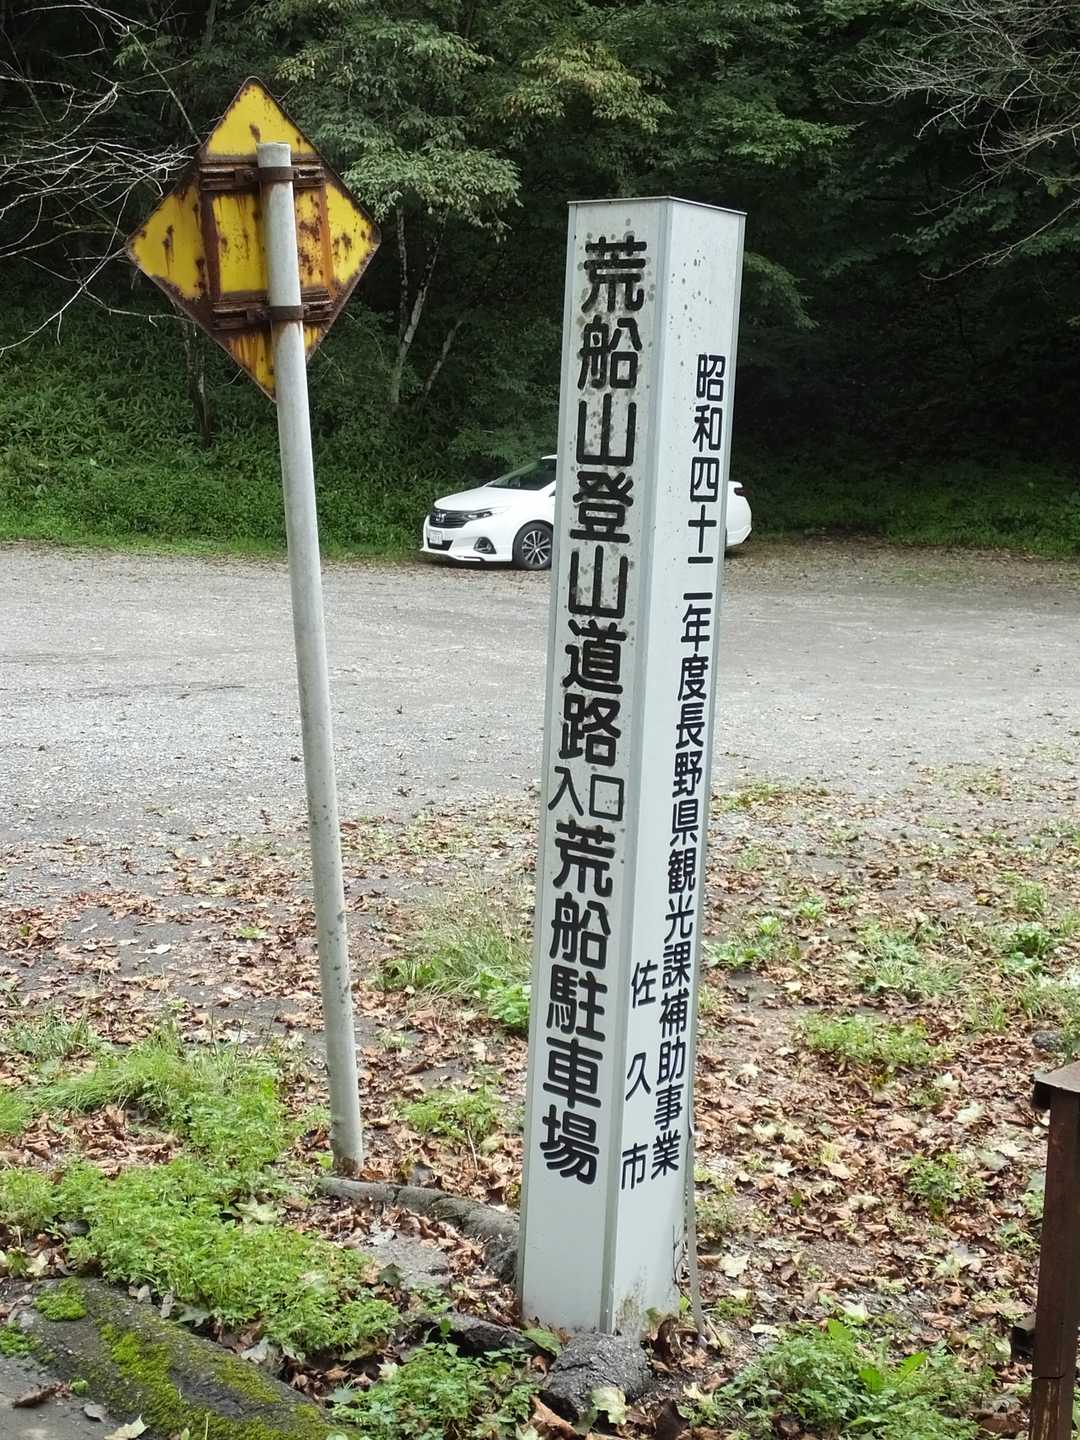 荒船山登山道路入口荒船駐車場
昭和四十二年度長野県観光課補助事業
佐久市